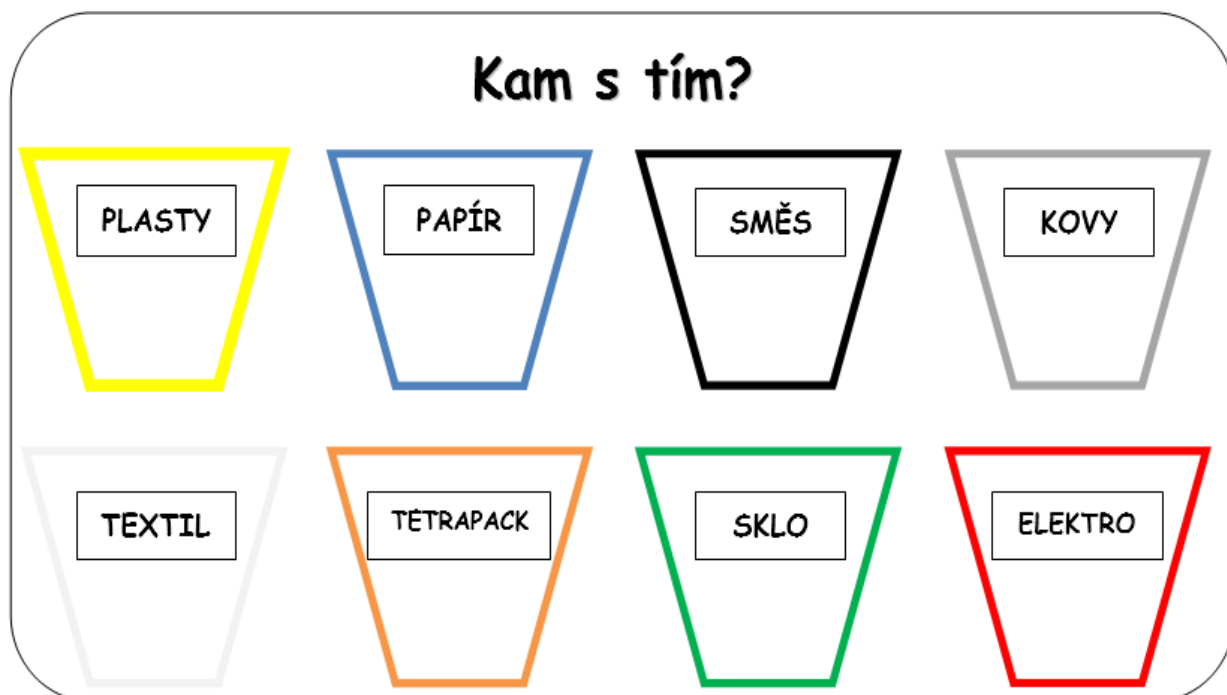 Kam s tím?
PLASTY
PAPÍR
SMĚS
KOVY
TEXTIL
TETRAPACK
SKLO
ELEKTRO